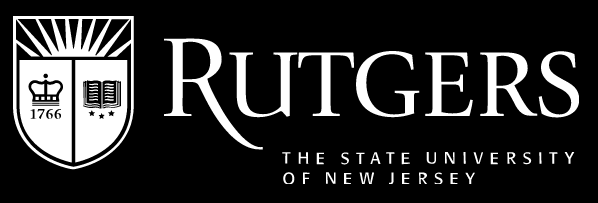 1766
RUTGERS
THE STATE UNIVERSITY
OF NEW JERSEY